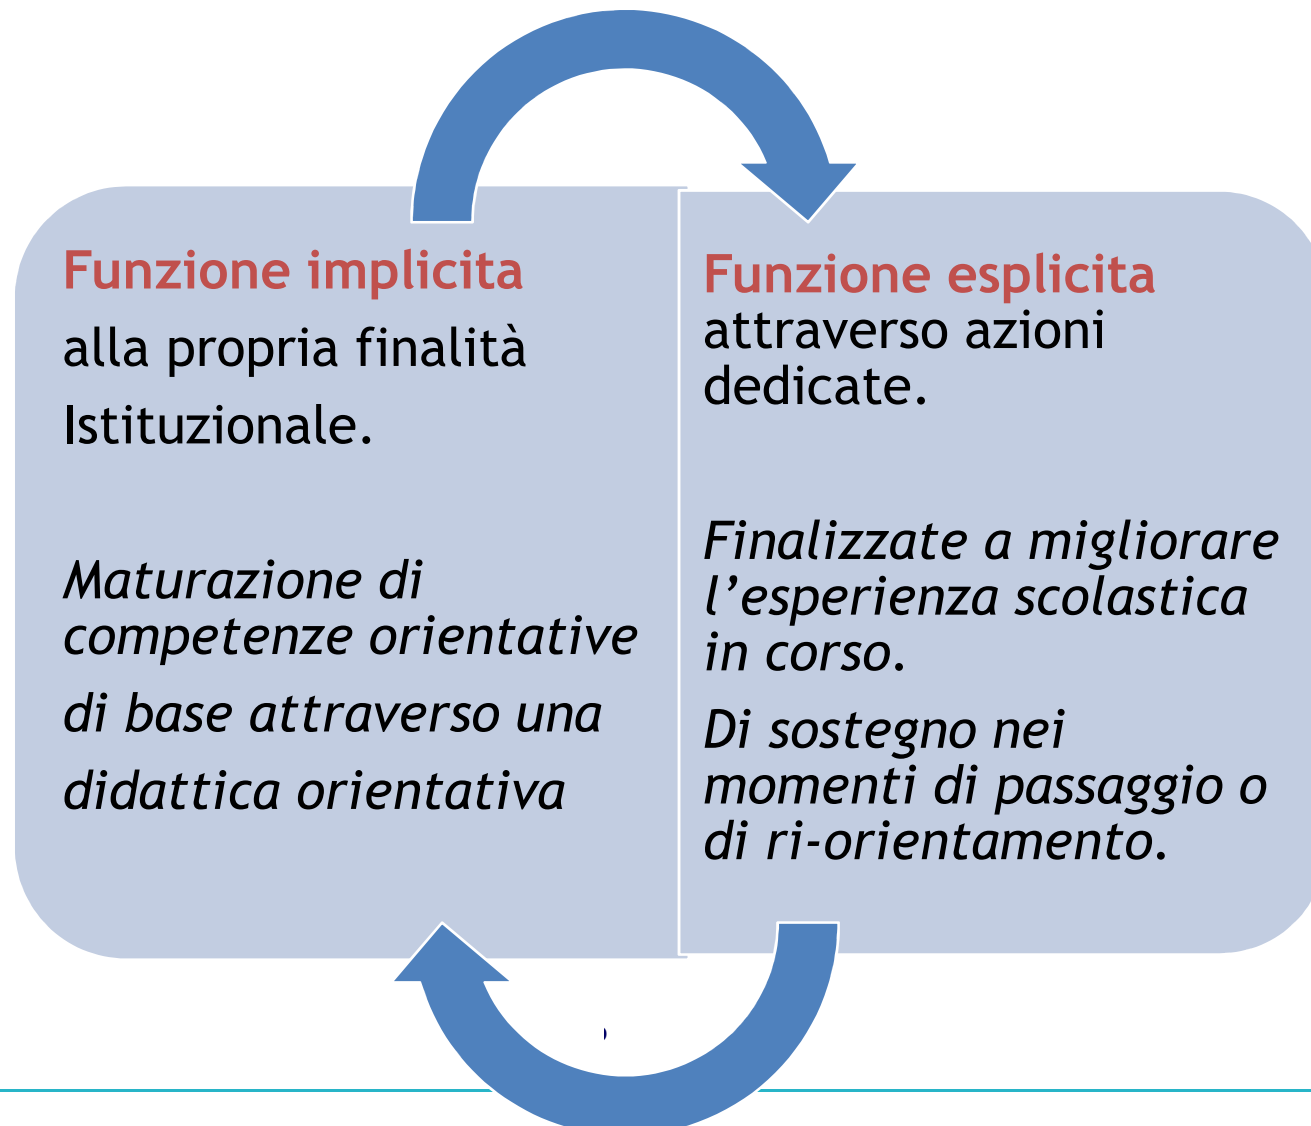 Funzione implicita
alla propria finalità
Istituzionale.
Maturazione di
competenze orientative
di base attraverso una
didattica orientativa
Funzione esplicita
attraverso azioni
dedicate.
Finalizzate a migliorare
l’esperienza scolastica
in corso.
Di sostegno nei
momenti di passaggio o
di ri-orientamento.